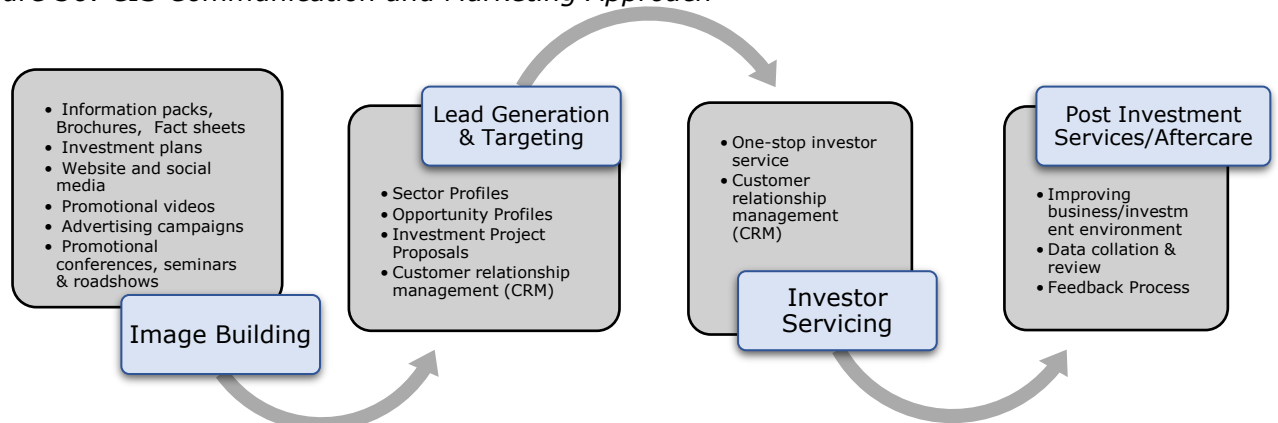 Communication and Marketing Approach
• Information packs,
Brochures, Fact sheets
• Investment plans
• Website and social
media
• Promotional videos
• Advertising campaigns
• Promotional
conferences, seminars
& roadshows
Image Building
Lead Generation
& Targeting
• Sector Profiles
• Opportunity Profiles
• Investment Project
Proposals
• Customer relationship
management (CRM)
• One-stop investor
service
• Customer
relationship
management
(CRM)
Investor
Servicing
Post Investment
Services/Aftercare
• Improving
business/investm
ent environment
• Data collation &
review
• Feedback Process